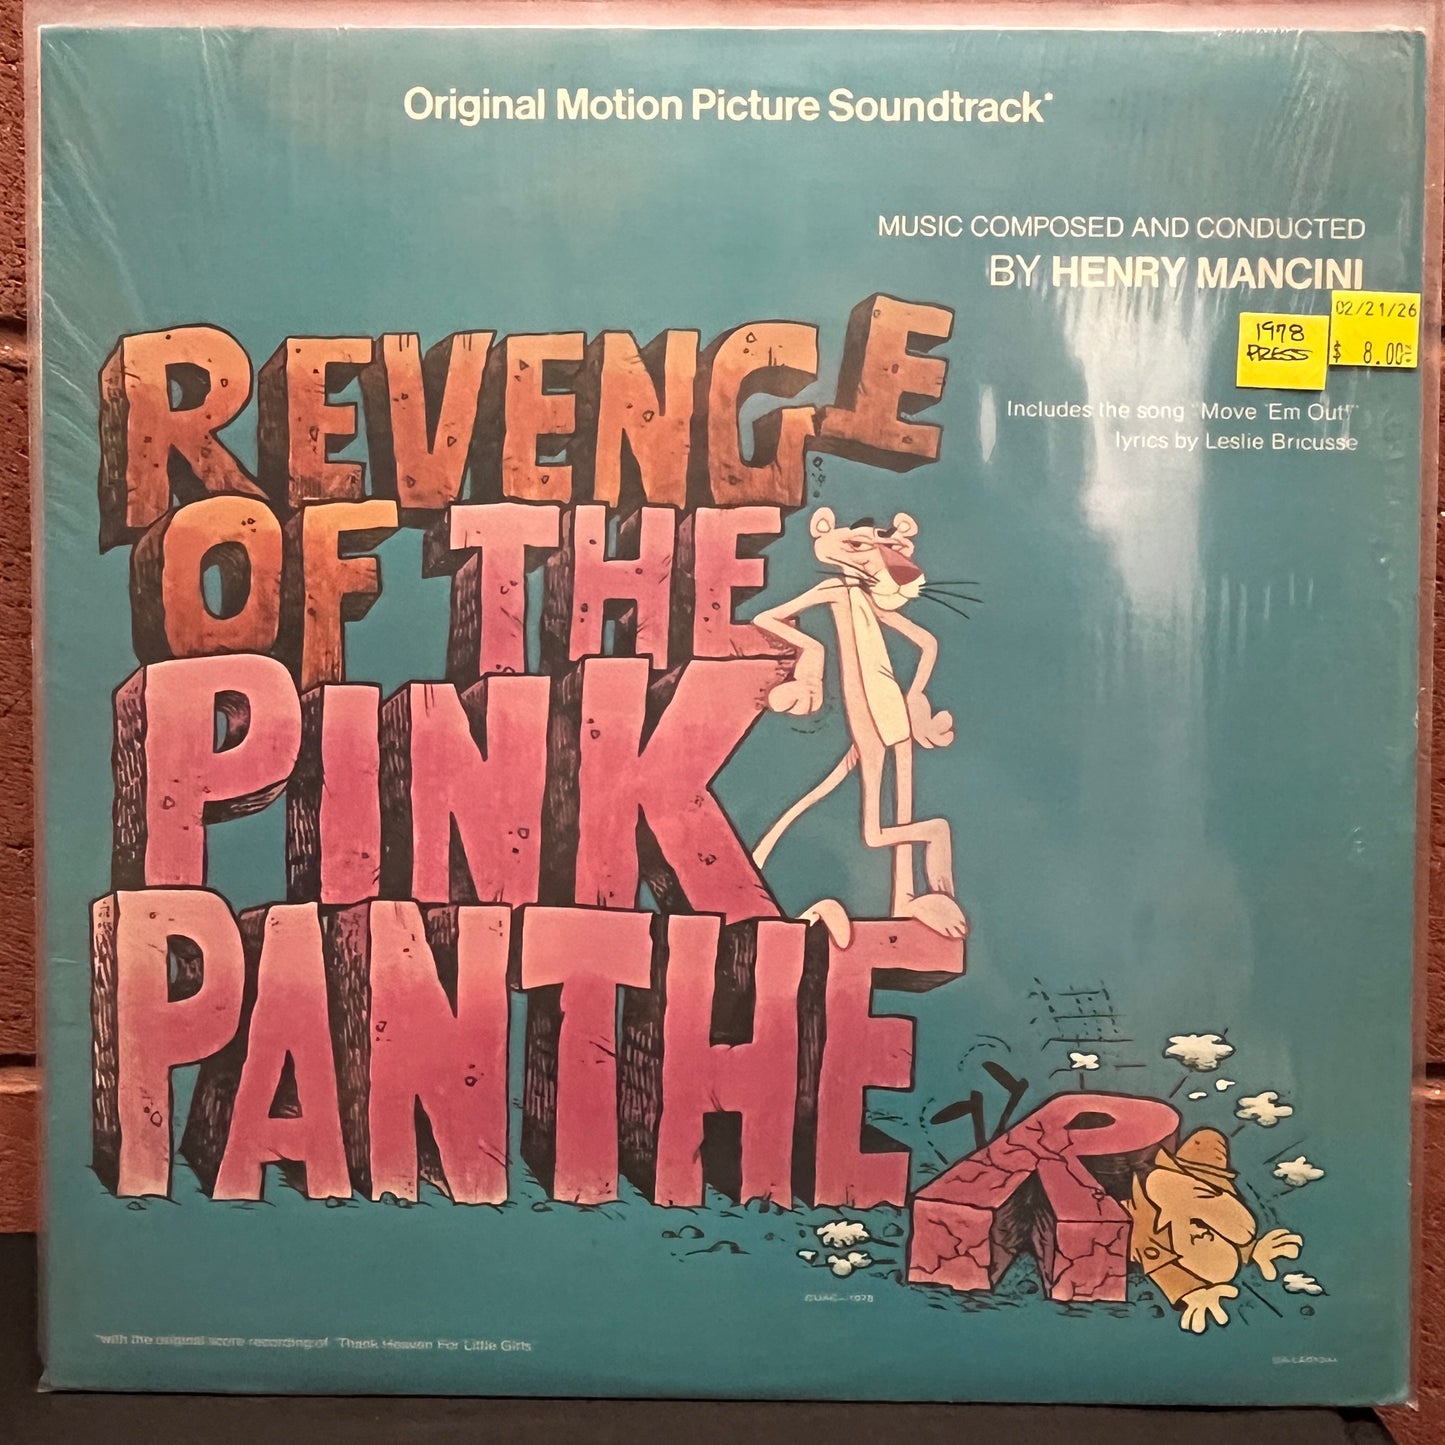 Original Motion Picture Soundtrack*
MUSIC COMPOSED AND CONDUCTED
BY HENRY MANCINI
02/21/26
$ 8.00
1978
PRESS
Includes the song "Move 'Em Out!"
lyrics by Leslie Bricusse
REVENGE
OF THE
PINK
PANTHER
1978
*with the original score recording of "Thank Heaven For Little Girls"